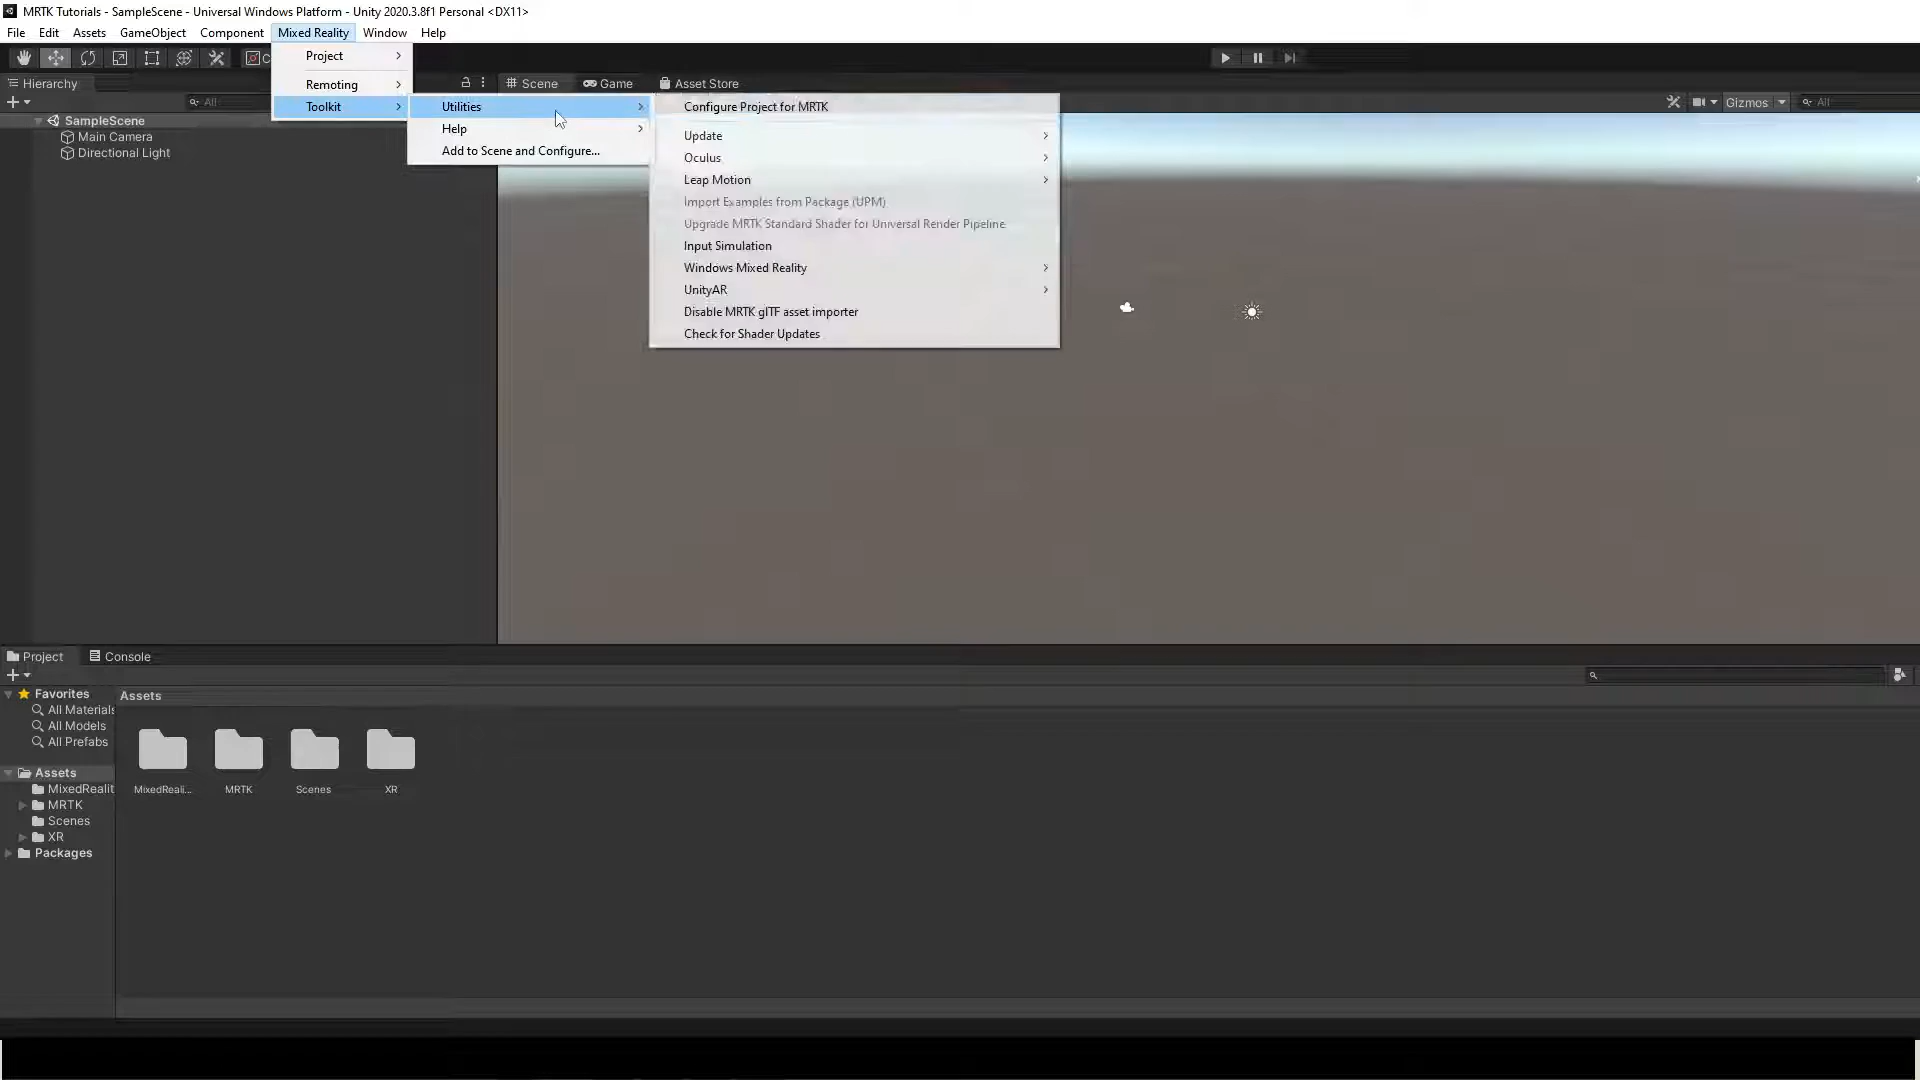 MRTK Tutorials - SampleScene - Universal Windows Platform - Unity 2020.3.8f1 Personal <DX11>
File Edit Assets GameObject Component Mixed Reality Window Help
Project
Remoting
Toolkit
Hierarchy
Scene Game Asset Store
All
Utilities
Help
Add to Scene and Configure...
Configure Project for MRTK
Update
Oculus
Leap Motion
Import Examples from Package (UPM)
Upgrade MRTK Standard Shader for Universal Render Pipeline
Input Simulation
Windows Mixed Reality
UnityAR
Disable MRTK glTF asset importer
Check for Shader Updates
Gizmos All
SampleScene
Main Camera
Directional Light
Project Console
Favorites
All Materials
All Models
All Prefabs
Assets
MixedRealit
MRTK
Scenes
XR
Packages
Assets
MixedReali... MRTK Scenes XR